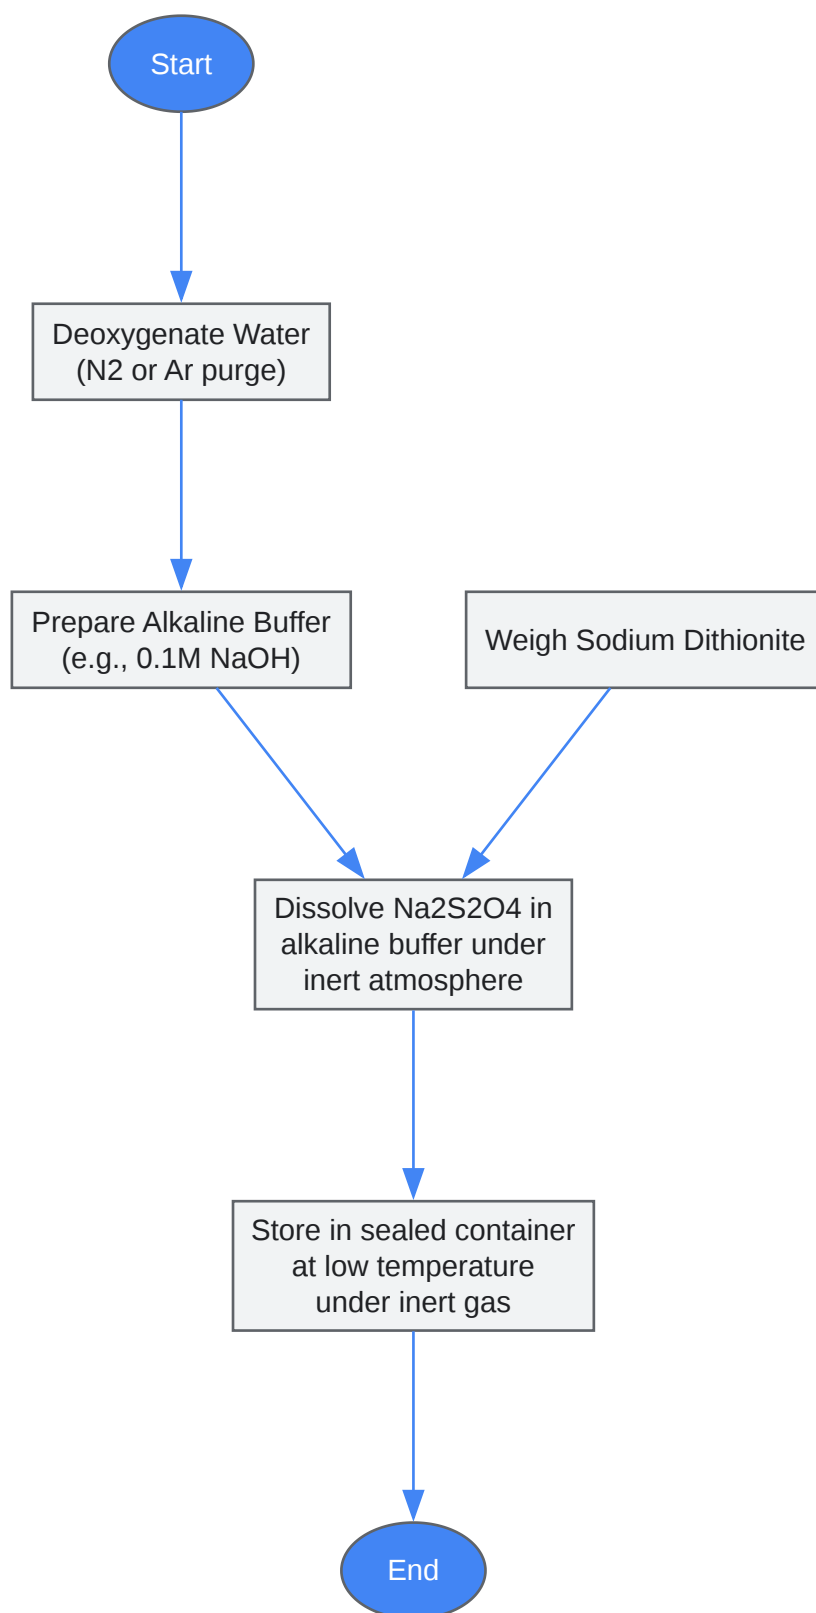 Start
Deoxygenate Water
(N2 or Ar purge)
Prepare Alkaline Buffer
(e.g., 0.1M NaOH)
Weigh Sodium Dithionite
Dissolve Na2S2O4 in
alkaline buffer under
inert atmosphere
Store in sealed container
at low temperature
under inert gas
End